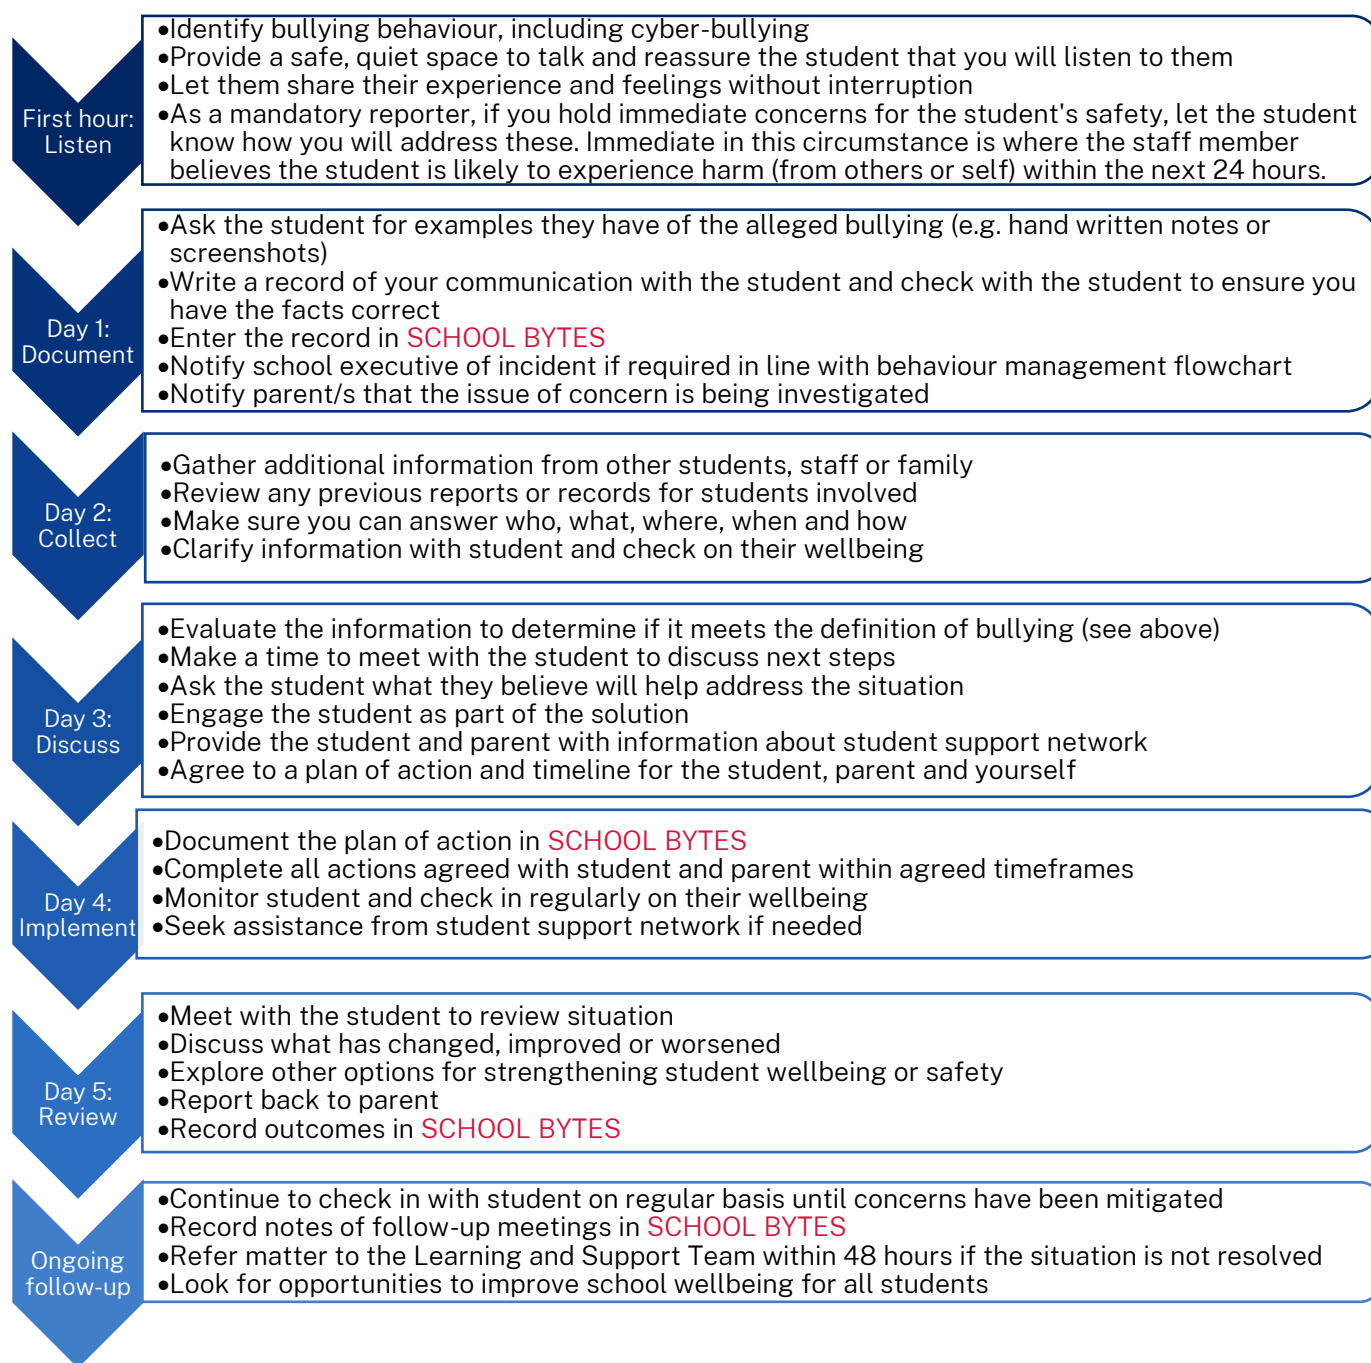 First hour:
Listen
•Identify bullying behaviour, including cyber-bullying
•Provide a safe, quiet space to talk and reassure the student that you will listen to them
•Let them share their experience and feelings without interruption
•As a mandatory reporter, if you hold immediate concerns for the student's safety, let the student
know how you will address these. Immediate in this circumstance is where the staff member
believes the student is likely to experience harm (from others or self) within the next 24 hours.
Day 1:
Document
•Ask the student for examples they have of the alleged bullying (e.g. hand written notes or
screenshots)
•Write a record of your communication with the student and check with the student to ensure you
have the facts correct
•Enter the record in SCHOOL BYTES
•Notify school executive of incident if required in line with behaviour management flowchart
•Notify parent/s that the issue of concern is being investigated
Day 2:
Collect
•Gather additional information from other students, staff or family
•Review any previous reports or records for students involved
•Make sure you can answer who, what, where, when and how
•Clarify information with student and check on their wellbeing
Day 3:
Discuss
•Evaluate the information to determine if it meets the definition of bullying (see above)
•Make a time to meet with the student to discuss next steps
•Ask the student what they believe will help address the situation
•Engage the student as part of the solution
•Provide the student and parent with information about student support network
•Agree to a plan of action and timeline for the student, parent and yourself
Day 4:
Implement
•Document the plan of action in SCHOOL BYTES
•Complete all actions agreed with student and parent within agreed timeframes
•Monitor student and check in regularly on their wellbeing
•Seek assistance from student support network if needed
Day 5:
Review
•Meet with the student to review situation
•Discuss what has changed, improved or worsened
•Explore other options for strengthening student wellbeing or safety
•Report back to parent
•Record outcomes in SCHOOL BYTES
Ongoing
follow-up
•Continue to check in with student on regular basis until concerns have been mitigated
•Record notes of follow-up meetings in SCHOOL BYTES
•Refer matter to the Learning and Support Team within 48 hours if the situation is not resolved
•Look for opportunities to improve school wellbeing for all students